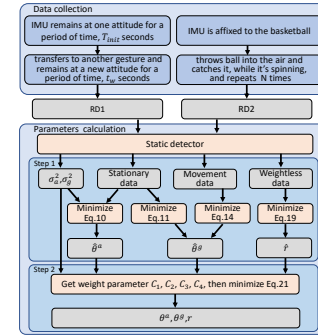 Data collection
IMU remains at one attitude for a
period of time, T_init seconds
IMU is affixed to the basketball
transfers to another gesture and
remains at a new attitude for a
period of time, t_w seconds
throws ball into the air and
catches it, while it's spinning,
and repeats N times
RD1
RD2
Parameters calculation
Static detector
Step 1
σ_a^2,σ_g^2
Stationary
data
Movement
data
Weightless
data
Minimize
Eq.10
Minimize
Eq.11
Minimize
Eq.14
Minimize
Eq.19
θ̂^a
θ̂^g
r̂
Step 2
Get weight parameter C_1, C_2, C_3, C_4, then minimize Eq.21
θ^a,θ^g,r